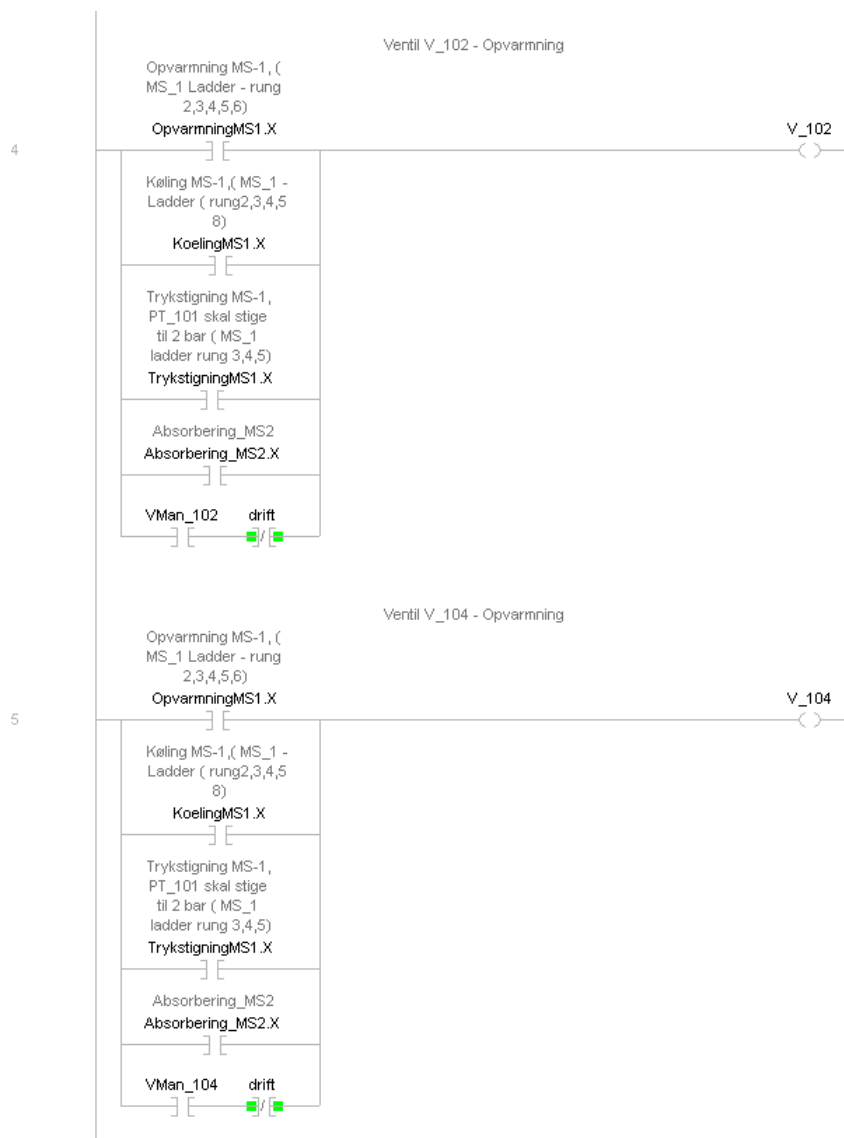 Ventil V_102 - Opvarmning
Opvarmning MS-1, (
MS_1 Ladder - rung
2,3,4,5,6)
OpvarmningMS1.X
V_102
4
Køling MS-1,( MS_1 -
Ladder ( rung2,3,4,5
8)
KoelingMS1.X
Trykstigning MS-1,
PT_101 skal stige
til 2 bar ( MS_1
ladder rung 3,4,5)
TrykstigningMS1.X
Absorbering_MS2
Absorbering_MS2.X
VMan_102 drift
Ventil V_104 - Opvarmning
Opvarmning MS-1, (
MS_1 Ladder - rung
2,3,4,5,6)
OpvarmningMS1.X
V_104
5
Køling MS-1,( MS_1 -
Ladder ( rung2,3,4,5
8)
KoelingMS1.X
Trykstigning MS-1,
PT_101 skal stige
til 2 bar ( MS_1
ladder rung 3,4,5)
TrykstigningMS1.X
Absorbering_MS2
Absorbering_MS2.X
VMan_104 drift